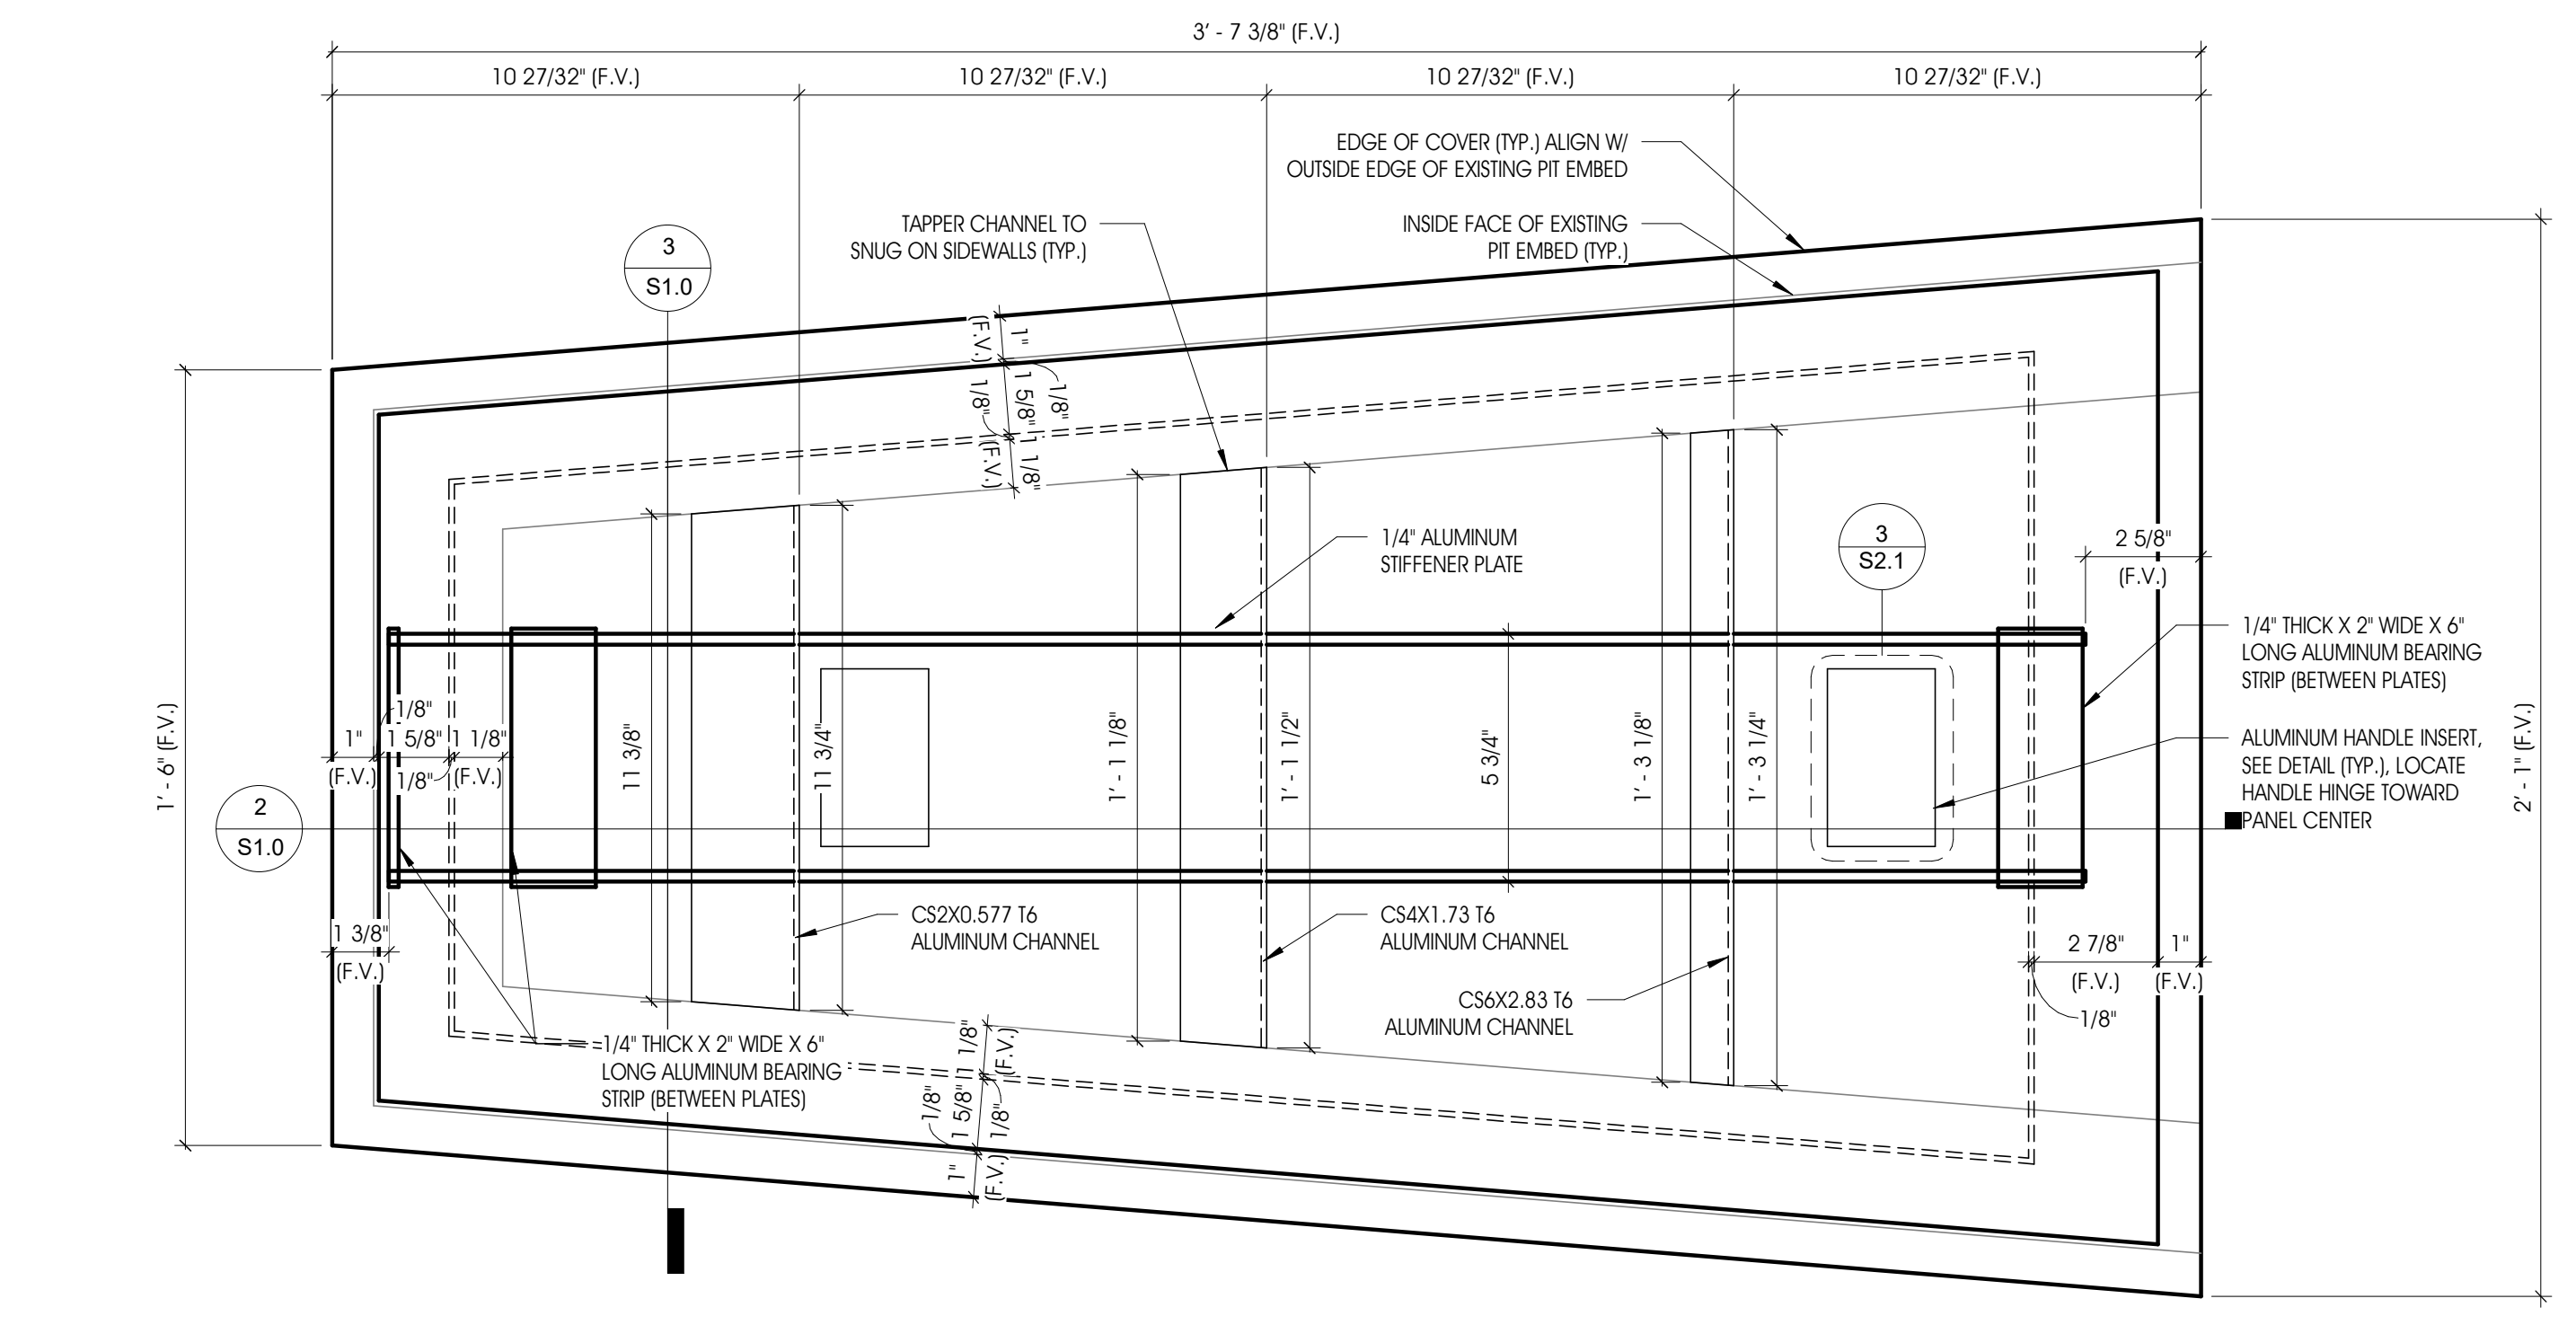 3' - 7 3/8" (F.V.)
10 27/32" (F.V.)
10 27/32" (F.V.)
10 27/32" (F.V.)
10 27/32" (F.V.)
EDGE OF COVER (TYP.) ALIGN W/
OUTSIDE EDGE OF EXISTING PIT EMBED
TAPPER CHANNEL TO
SNUG ON SIDEWALLS (TYP.)
INSIDE FACE OF EXISTING
PIT EMBED (TYP.)
3
S1.0
1"
(F.V.)
1/8"
1 5/8"
1/8"
1 1/8"
(F.V.)
1/4" ALUMINUM
STIFFENER PLATE
3
S2.1
2 5/8"
(F.V.)
1/4" THICK X 2" WIDE X 6"
LONG ALUMINUM BEARING
STRIP (BETWEEN PLATES)
ALUMINUM HANDLE INSERT,
SEE DETAIL (TYP.), LOCATE
HANDLE HINGE TOWARD
PANEL CENTER
1' - 6" (F.V.)
2' - 1" (F.V.)
1"
(F.V.)
1/8"
1 5/8"
1/8"
1 1/8"
(F.V.)
11 3/8"
11 3/4"
1' - 1 1/8"
1' - 1 1/2"
5 3/4"
1' - 3 1/8"
1' - 3 1/4"
2
S1.0
1 3/8"
(F.V.)
CS2X0.577 T6
ALUMINUM CHANNEL
CS4X1.73 T6
ALUMINUM CHANNEL
CS6X2.83 T6
ALUMINUM CHANNEL
2 7/8"
(F.V.)
1"
(F.V.)
1/8"
1/4" THICK X 2" WIDE X 6"
LONG ALUMINUM BEARING
STRIP (BETWEEN PLATES)
1 1/8"
(F.V.)
1/8"
1 5/8"
1/8"
1"
(F.V.)